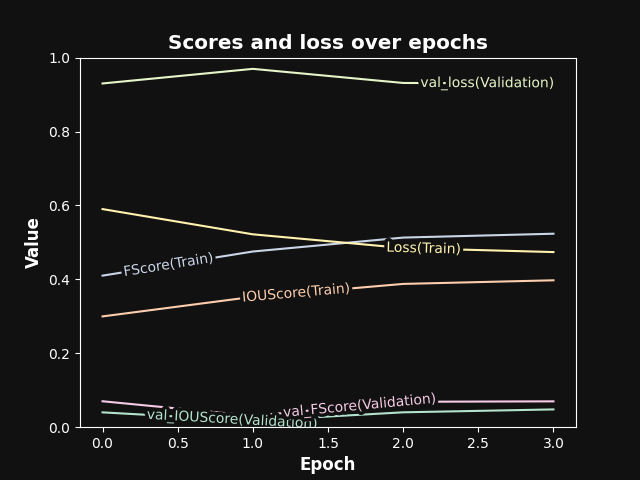 Scores and loss over epochs
1.0
val_loss(Validation)
0.8
0.6
Loss(Train)
FScore(Train)
0.4
IOUScore(Train)
0.2
val_FScore(Validation)
val_IOUScore(Validation)
0.0
0.0 0.5 1.0 1.5 2.0 2.5 3.0
Value
Epoch